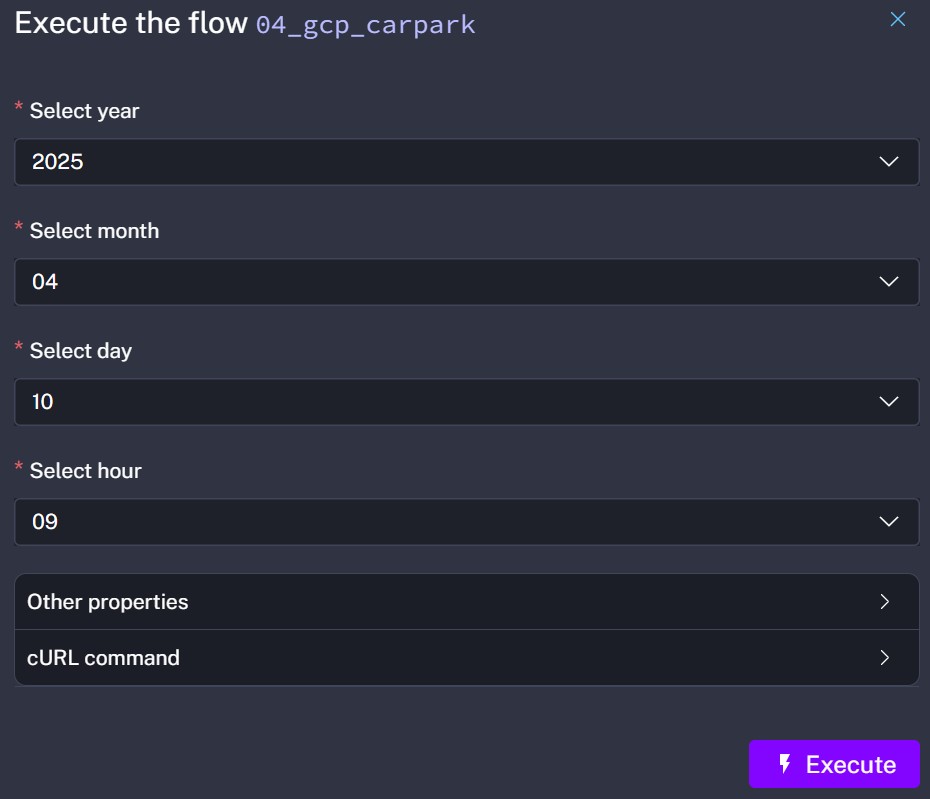 Execute the flow 04_gcp_carpark
* Select year
2025
* Select month
04
* Select day
10
* Select hour
09
Other properties
cURL command
Execute